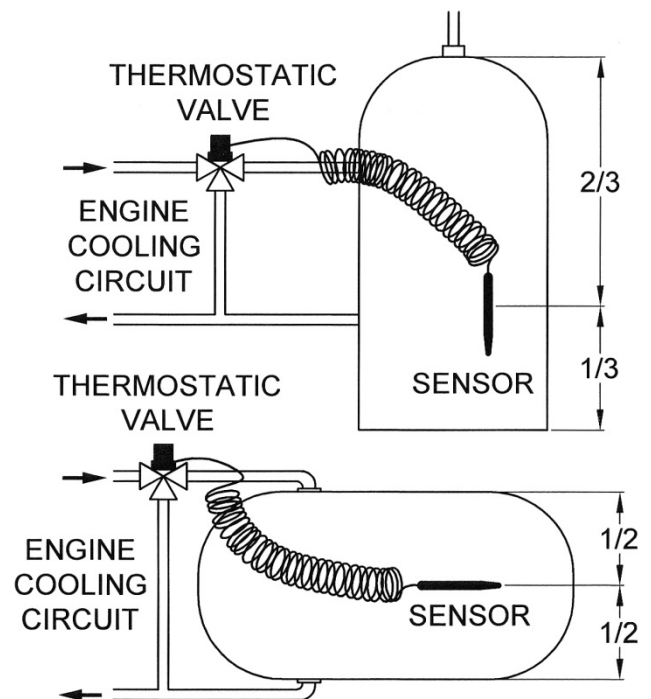 THERMOSTATIC
VALVE
2/3
ENGINE
COOLING
CIRCUIT
SENSOR
1/3
THERMOSTATIC
VALVE
1/2
ENGINE
COOLING
CIRCUIT
SENSOR
1/2